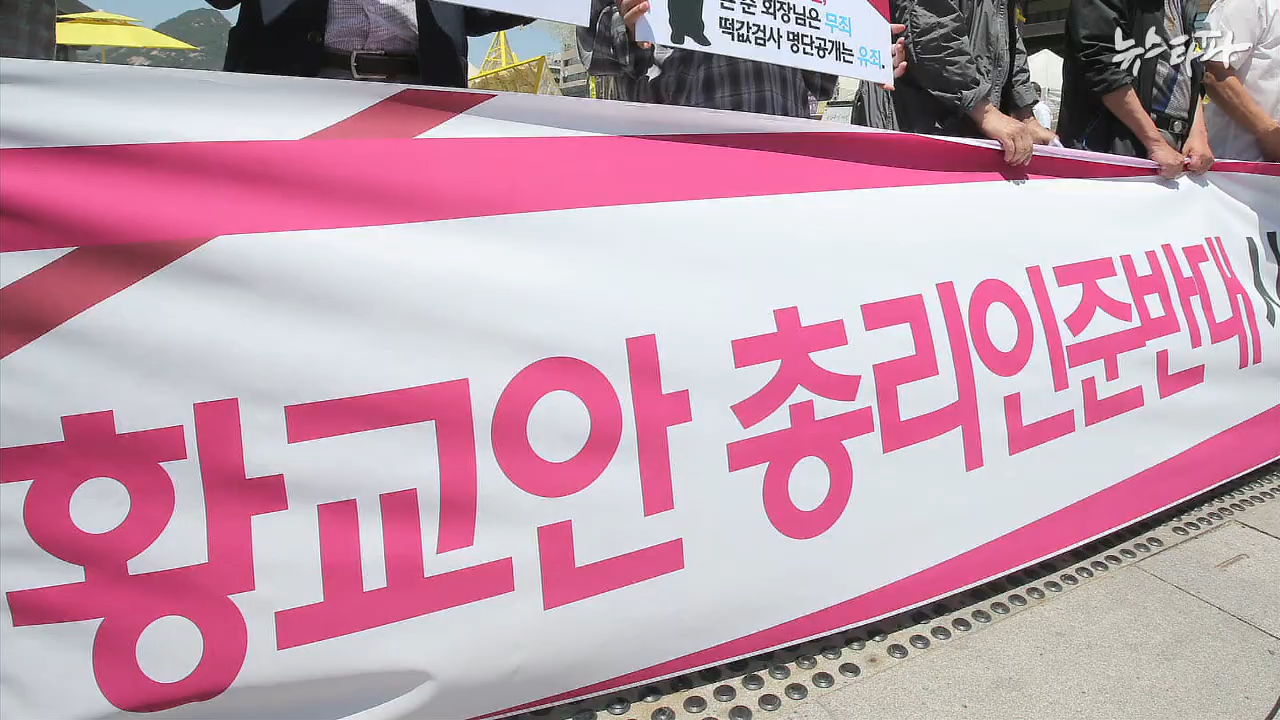 회장님은 무죄
떡값검사 명단공개는 유죄.
뉴스타파
황교안 총리인준반대